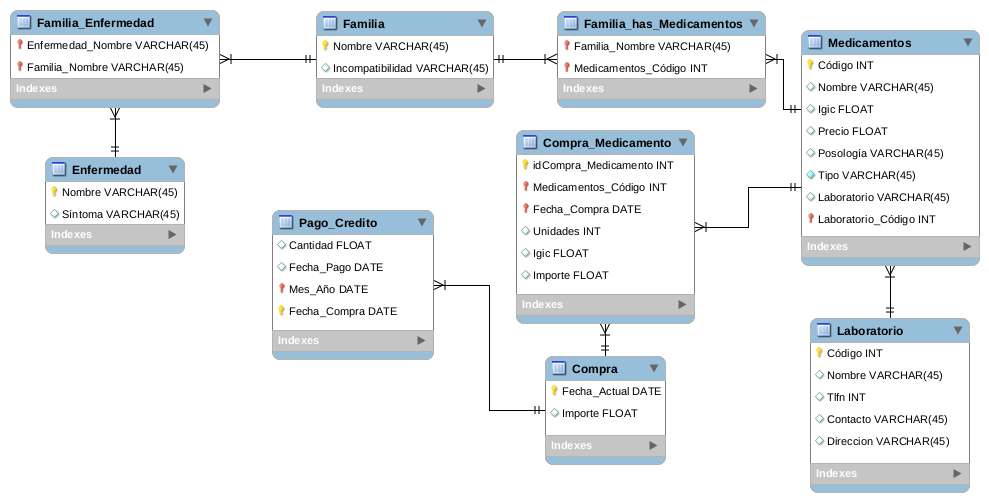 Familia_Enfermedad
Enfermedad_Nombre VARCHAR(45)
Familia_Nombre VARCHAR(45)
Indexes
Familia
Nombre VARCHAR(45)
Incompatibilidad VARCHAR(45)
Indexes
Familia_has_Medicamentos
Familia_Nombre VARCHAR(45)
Medicamentos_Código INT
Indexes
Medicamentos
Código INT
Nombre VARCHAR(45)
Igic FLOAT
Precio FLOAT
Posología VARCHAR(45)
Tipo VARCHAR(45)
Laboratorio VARCHAR(45)
Laboratorio_Código INT
Indexes
Enfermedad
Nombre VARCHAR(45)
Síntoma VARCHAR(45)
Indexes
Compra_Medicamento
idCompra_Medicamento INT
Medicamentos_Código INT
Fecha_Compra DATE
Unidades INT
Igic FLOAT
Importe FLOAT
Indexes
Pago_Credito
Cantidad FLOAT
Fecha_Pago DATE
Mes_Año DATE
Fecha_Compra DATE
Indexes
Compra
Fecha_Actual DATE
Importe FLOAT
Indexes
Laboratorio
Código INT
Nombre VARCHAR(45)
Tlfn INT
Contacto VARCHAR(45)
Direccion VARCHAR(45)
Indexes